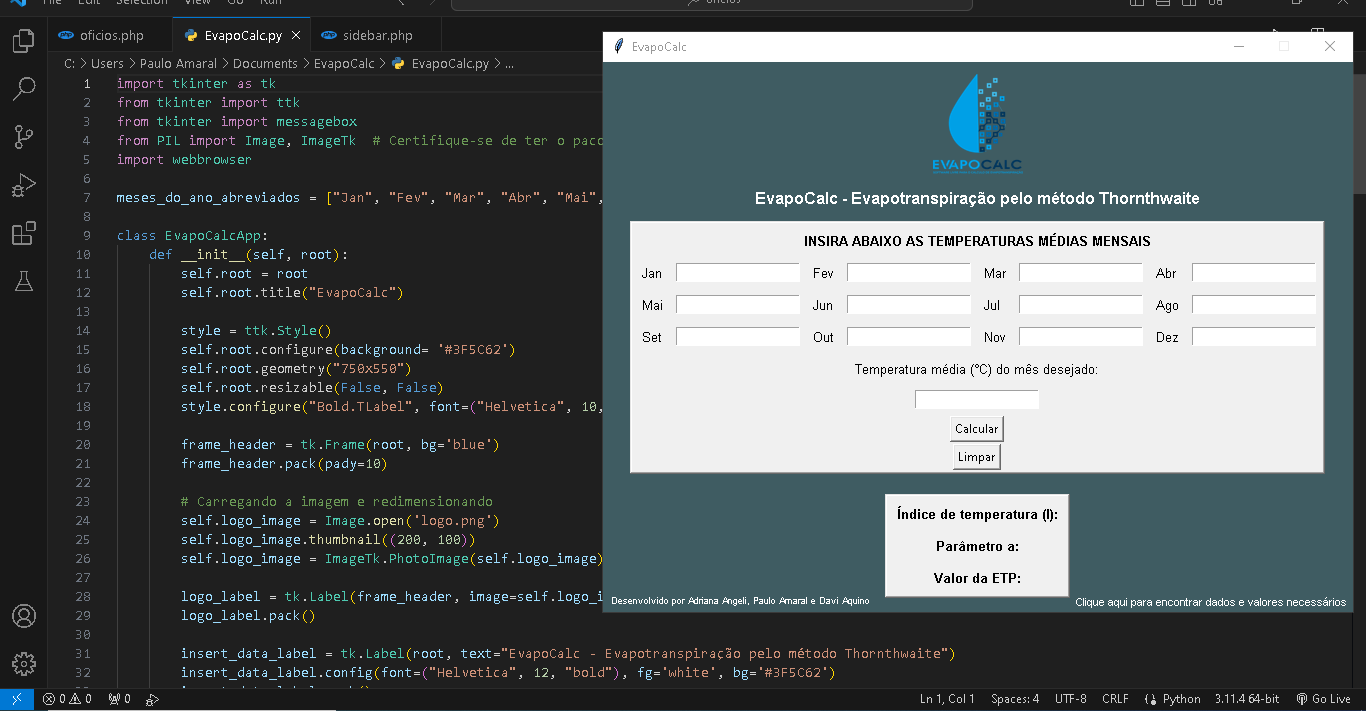 File Edit Selection View Go Run
oficios
oficios.php
EvapoCalc.py
sidebar.php
C: > Users > Paulo Amaral > Documents > EvapoCalc > EvapoCalc.py > ...
1 import tkinter as tk
2 from tkinter import ttk
3 from tkinter import messagebox
4 from PIL import Image, ImageTk # Certifique-se de ter o paco
5 import webbrowser
6
7 meses_do_ano_abreviados = ["Jan", "Fev", "Mar", "Abr", "Mai",
8
9 class EvapoCalcApp:
10 def __init__(self, root):
11 self.root = root
12 self.root.title("EvapoCalc")
13
14 style = ttk.Style()
15 self.root.configure(background= '#3F5C62')
16 self.root.geometry("750x550")
17 self.root.resizable(False, False)
18 style.configure("Bold.TLabel", font=("Helvetica", 10,
19
20 frame_header = tk.Frame(root, bg='blue')
21 frame_header.pack(pady=10)
22
23 # Carregando a imagem e redimensionando
24 self.logo_image = Image.open('logo.png')
25 self.logo_image.thumbnail((200, 100))
26 self.logo_image = ImageTk.PhotoImage(self.logo_image)
27
28 logo_label = tk.Label(frame_header, image=self.logo_i
29 logo_label.pack()
30
31 insert_data_label = tk.Label(root, text="EvapoCalc - Evapotranspiração pelo método Thornthwaite")
32 insert_data_label.config(font=("Helvetica", 12, "bold"), fg='white', bg='#3F5C62')
EvapoCalc
EVAPOCALC
EvapoCalc - Evapotranspiração pelo método Thornthwaite
INSIRA ABAIXO AS TEMPERATURAS MÉDIAS MENSAIS
Jan Fev Mar Abr
Mai Jun Jul Ago
Set Out Nov Dez
Temperatura média (°C) do mês desejado:
Calcular
Limpar
Índice de temperatura (I):
Parâmetro a:
Valor da ETP:
Desenvolvido por Adriana Angeli, Paulo Amaral e Davi Aquino
Clique aqui para encontrar dados e valores necessários
0 0 0 Ln 1, Col 1 Spaces: 4 UTF-8 CRLF Python 3.11.4 64-bit Go Live